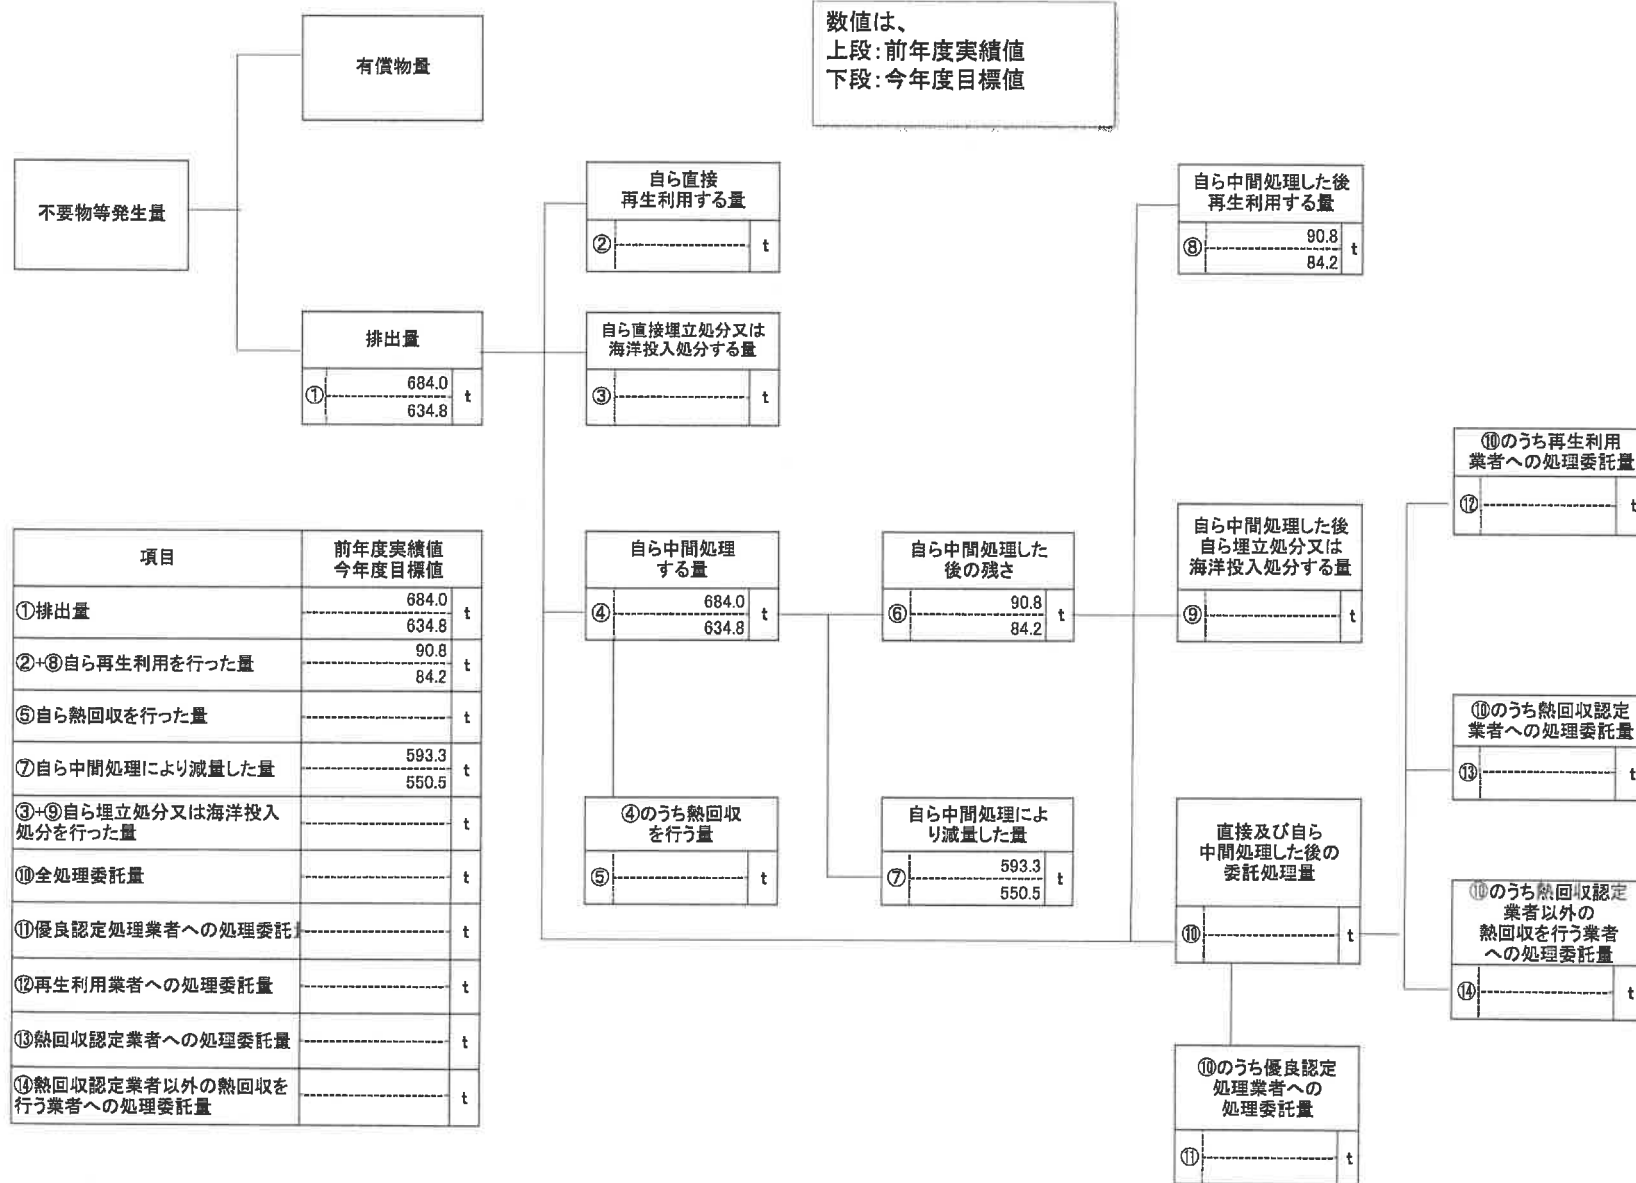 数値は、
上段:前年度実績値
下段:今年度目標値
有償物量
不要物等発生量
排出量
① 684.0 t
634.8
自ら直接
再生利用する量
② t
自ら直接埋立処分又は
海洋投入処分する量
③ t
自ら中間処理
する量
④ 684.0 t
634.8
④のうち熱回収
を行う量
⑤ t
自ら中間処理した
後の残さ
⑥ 90.8 t
84.2
自ら中間処理によ
り減量した量
⑦ 593.3 t
550.5
自ら中間処理した後
再生利用する量
⑧ 90.8 t
84.2
自ら中間処理した後
自ら埋立処分又は
海洋投入処分する量
⑨ t
直接及び自ら
中間処理した後の
委託処理量
⑩ t
⑩のうち優良認定
処理業者への
処理委託量
⑪ t
⑩のうち再生利用
業者への処理委託量
⑫ t
⑩のうち熱回収認定
業者への処理委託量
⑬ t
⑩のうち熱回収認定
業者以外の
熱回収を行う業者
への処理委託量
⑭ t
項目
前年度実績値
今年度目標値
①排出量 684.0 t
634.8
②+⑧自ら再生利用を行った量 90.8 t
84.2
⑤自ら熱回収を行った量 t
⑦自ら中間処理により減量した量 593.3 t
550.5
③+⑨自ら埋立処分又は海洋投入
処分を行った量 t
⑩全処理委託量 t
⑪優良認定処理業者への処理委託 t
⑫再生利用業者への処理委託量 t
⑬熱回収認定業者への処理委託量 t
⑭熱回収認定業者以外の熱回収を
行う業者への処理委託量 t